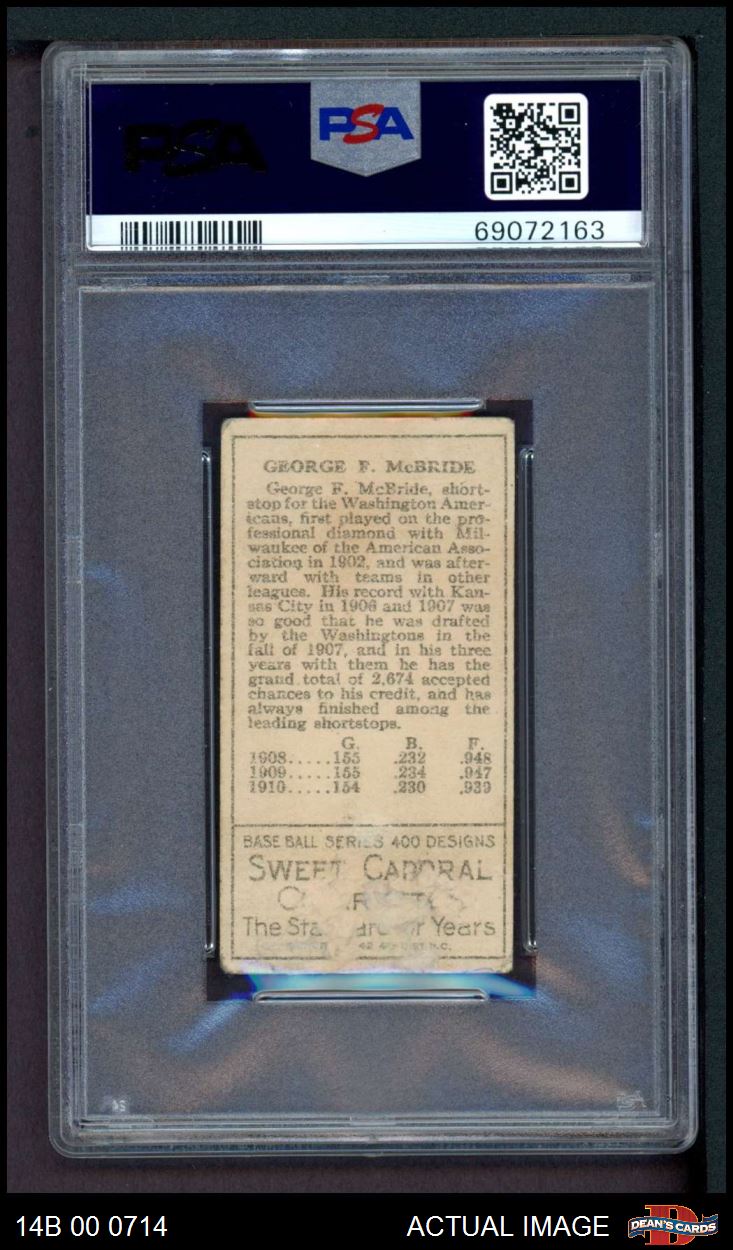 PSA
PSA
69072163
GEORGE F. McBRIDE
George F. McBride, short-
stop for the Washington Amer-
icans, first played on the pro-
fessional diamond with Mil-
waukee of the American Asso-
ciation in 1902, and was after-
ward with teams in other
leagues. His record with Kan-
sas City in 1906 and 1907 was
so good that he was drafted
by the Washingtons in the
fall of 1907, and in his three
years with them he has the
grand total of 2,674 accepted
chances to his credit, and has
always finished among the
leading shortstops.
G. B. F.
1908.....155 .232 .948
1909.....155 .234 .947
1910.....154 .230 .939
BASE BALL SERIES 400 DESIGNS
SWEET CAPORAL
The Years
14B 00 0714 ACTUAL IMAGE DEAN'S CARDS